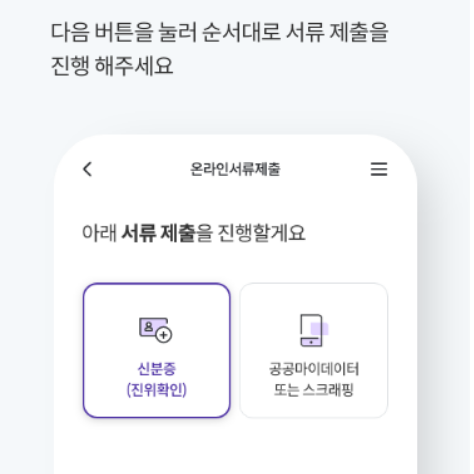 다음 버튼을 눌러 순서대로 서류 제출을
진행 해주세요
온라인서류제출
아래 서류 제출을 진행할게요
신분증
(진위확인)
공공마이데이터
또는 스크래핑